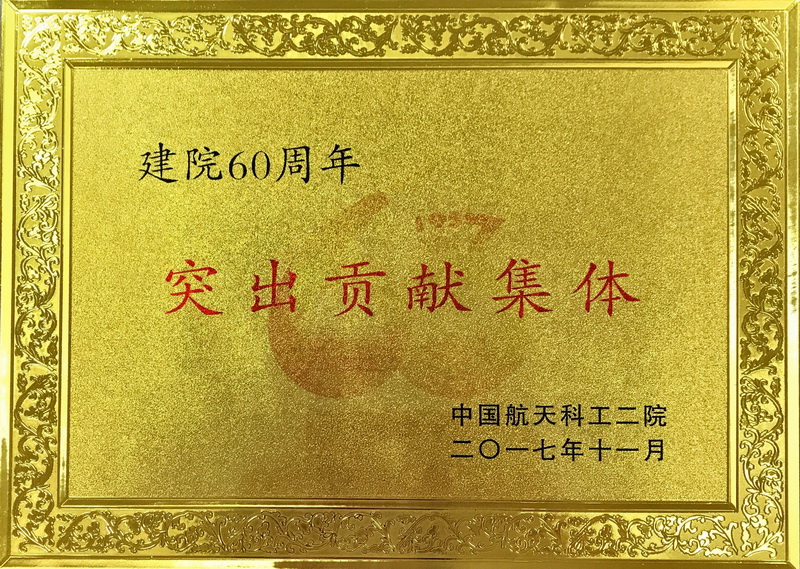 建院60周年
突出贡献集体
中国航天科工二院
二〇一七年十一月